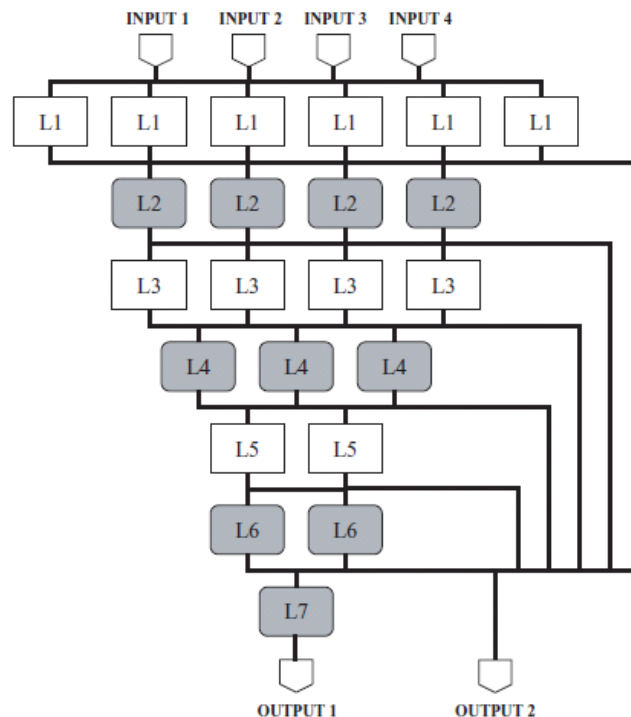 INPUT 1 INPUT 2 INPUT 3 INPUT 4
L1 L1 L1 L1 L1 L1
L2 L2 L2 L2
L3 L3 L3 L3
L4 L4 L4
L5 L5
L6 L6
L7
OUTPUT 1 OUTPUT 2